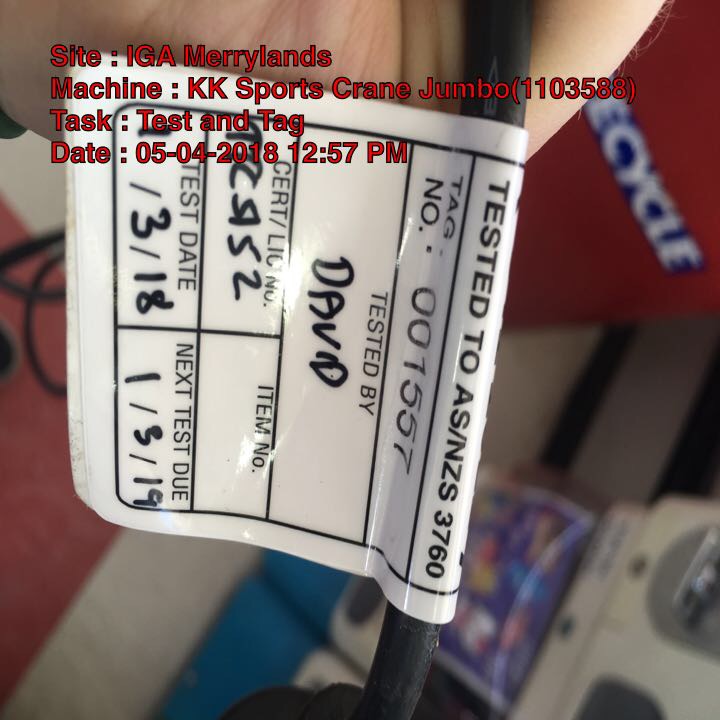 Site : IGA Merrylands
Machine : KK Sports Crane Jumbo(1103588)
Task : Test and Tag
Date : 05-04-2018 12:57 PM
TESTED TO AS/NZS 3760
TAG NO. : 001557
TESTED BY
DAVID
CERT/ LIC NO.
ITEM No.
TEST DATE
/3/18
NEXT TEST DUE
1/3/19
ECYCLE